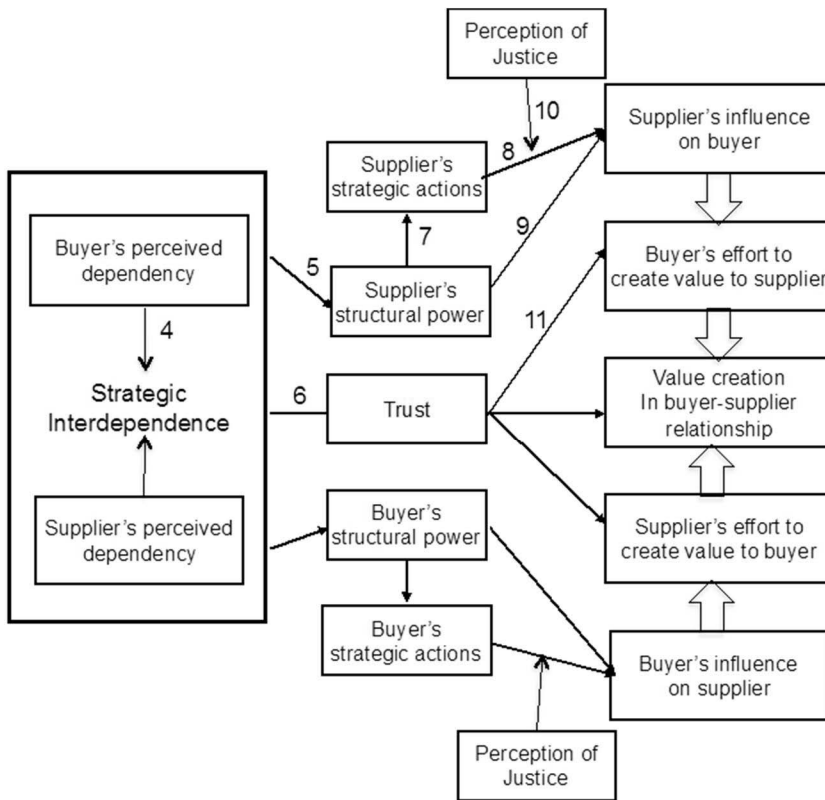 Perception of
Justice
10
Supplier's influence
on buyer
8
Supplier's
strategic actions
9
7
Buyer's perceived
dependency
5
Supplier's
structural power
Buyer's effort to
create value to supplier
11
4
Strategic
Interdependence
6
Trust
Value creation
In buyer-supplier
relationship
Supplier's perceived
dependency
Buyer's
structural power
Supplier's effort to
create value to buyer
Buyer's
strategic actions
Buyer's influence
on supplier
Perception of
Justice